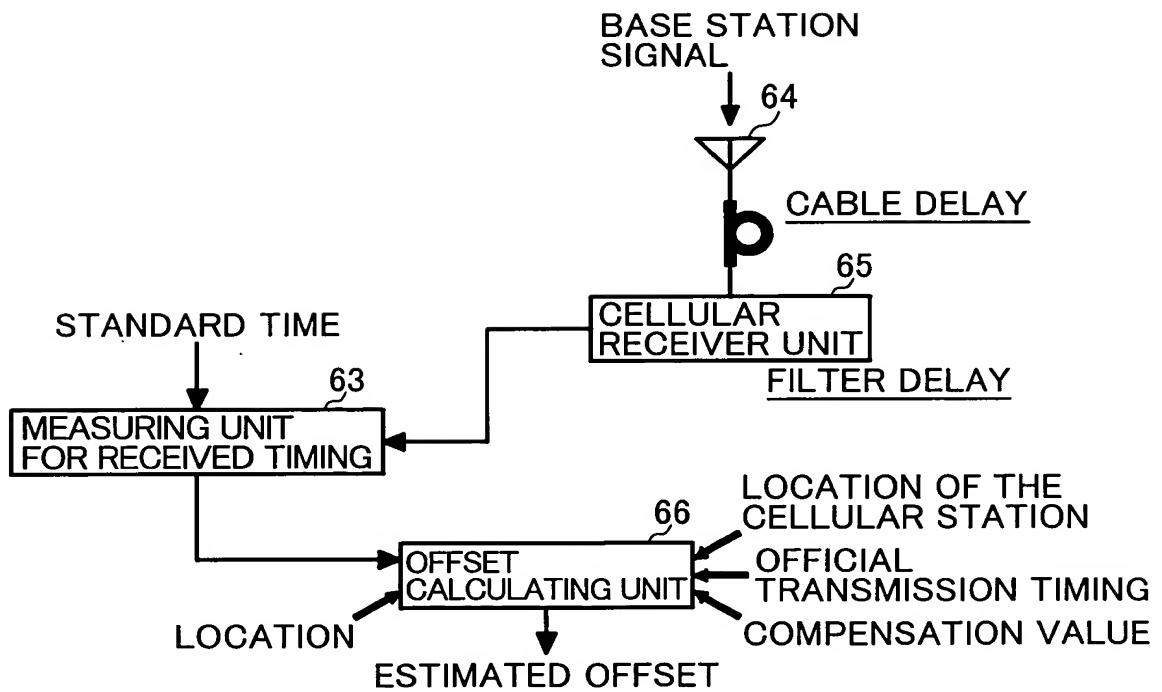 BASE STATION
SIGNAL
64
CABLE DELAY
65
CELLULAR
RECEIVER UNIT
FILTER DELAY
STANDARD TIME
63
MEASURING UNIT
FOR RECEIVED TIMING
66
OFFSET
CALCULATING UNIT
LOCATION OF THE
CELLULAR STATION
OFFICIAL
TRANSMISSION TIMING
COMPENSATION VALUE
LOCATION
ESTIMATED OFFSET